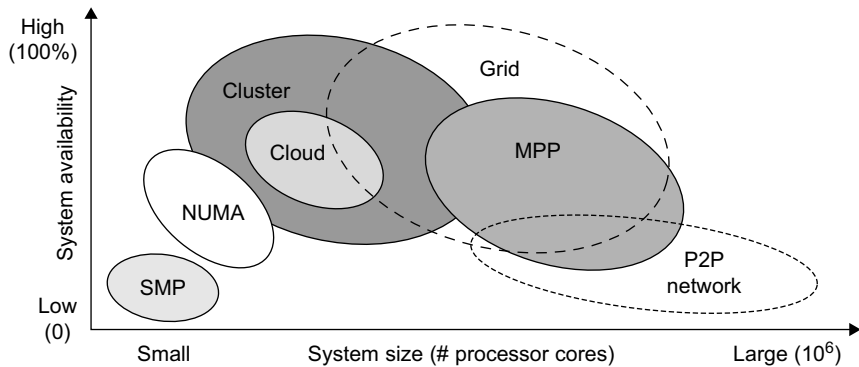 High
(100%)
System availability
Low
(0)
Cluster
Grid
Cloud
MPP
NUMA
SMP
P2P
network
Small
System size (# processor cores)
Large (10⁶)